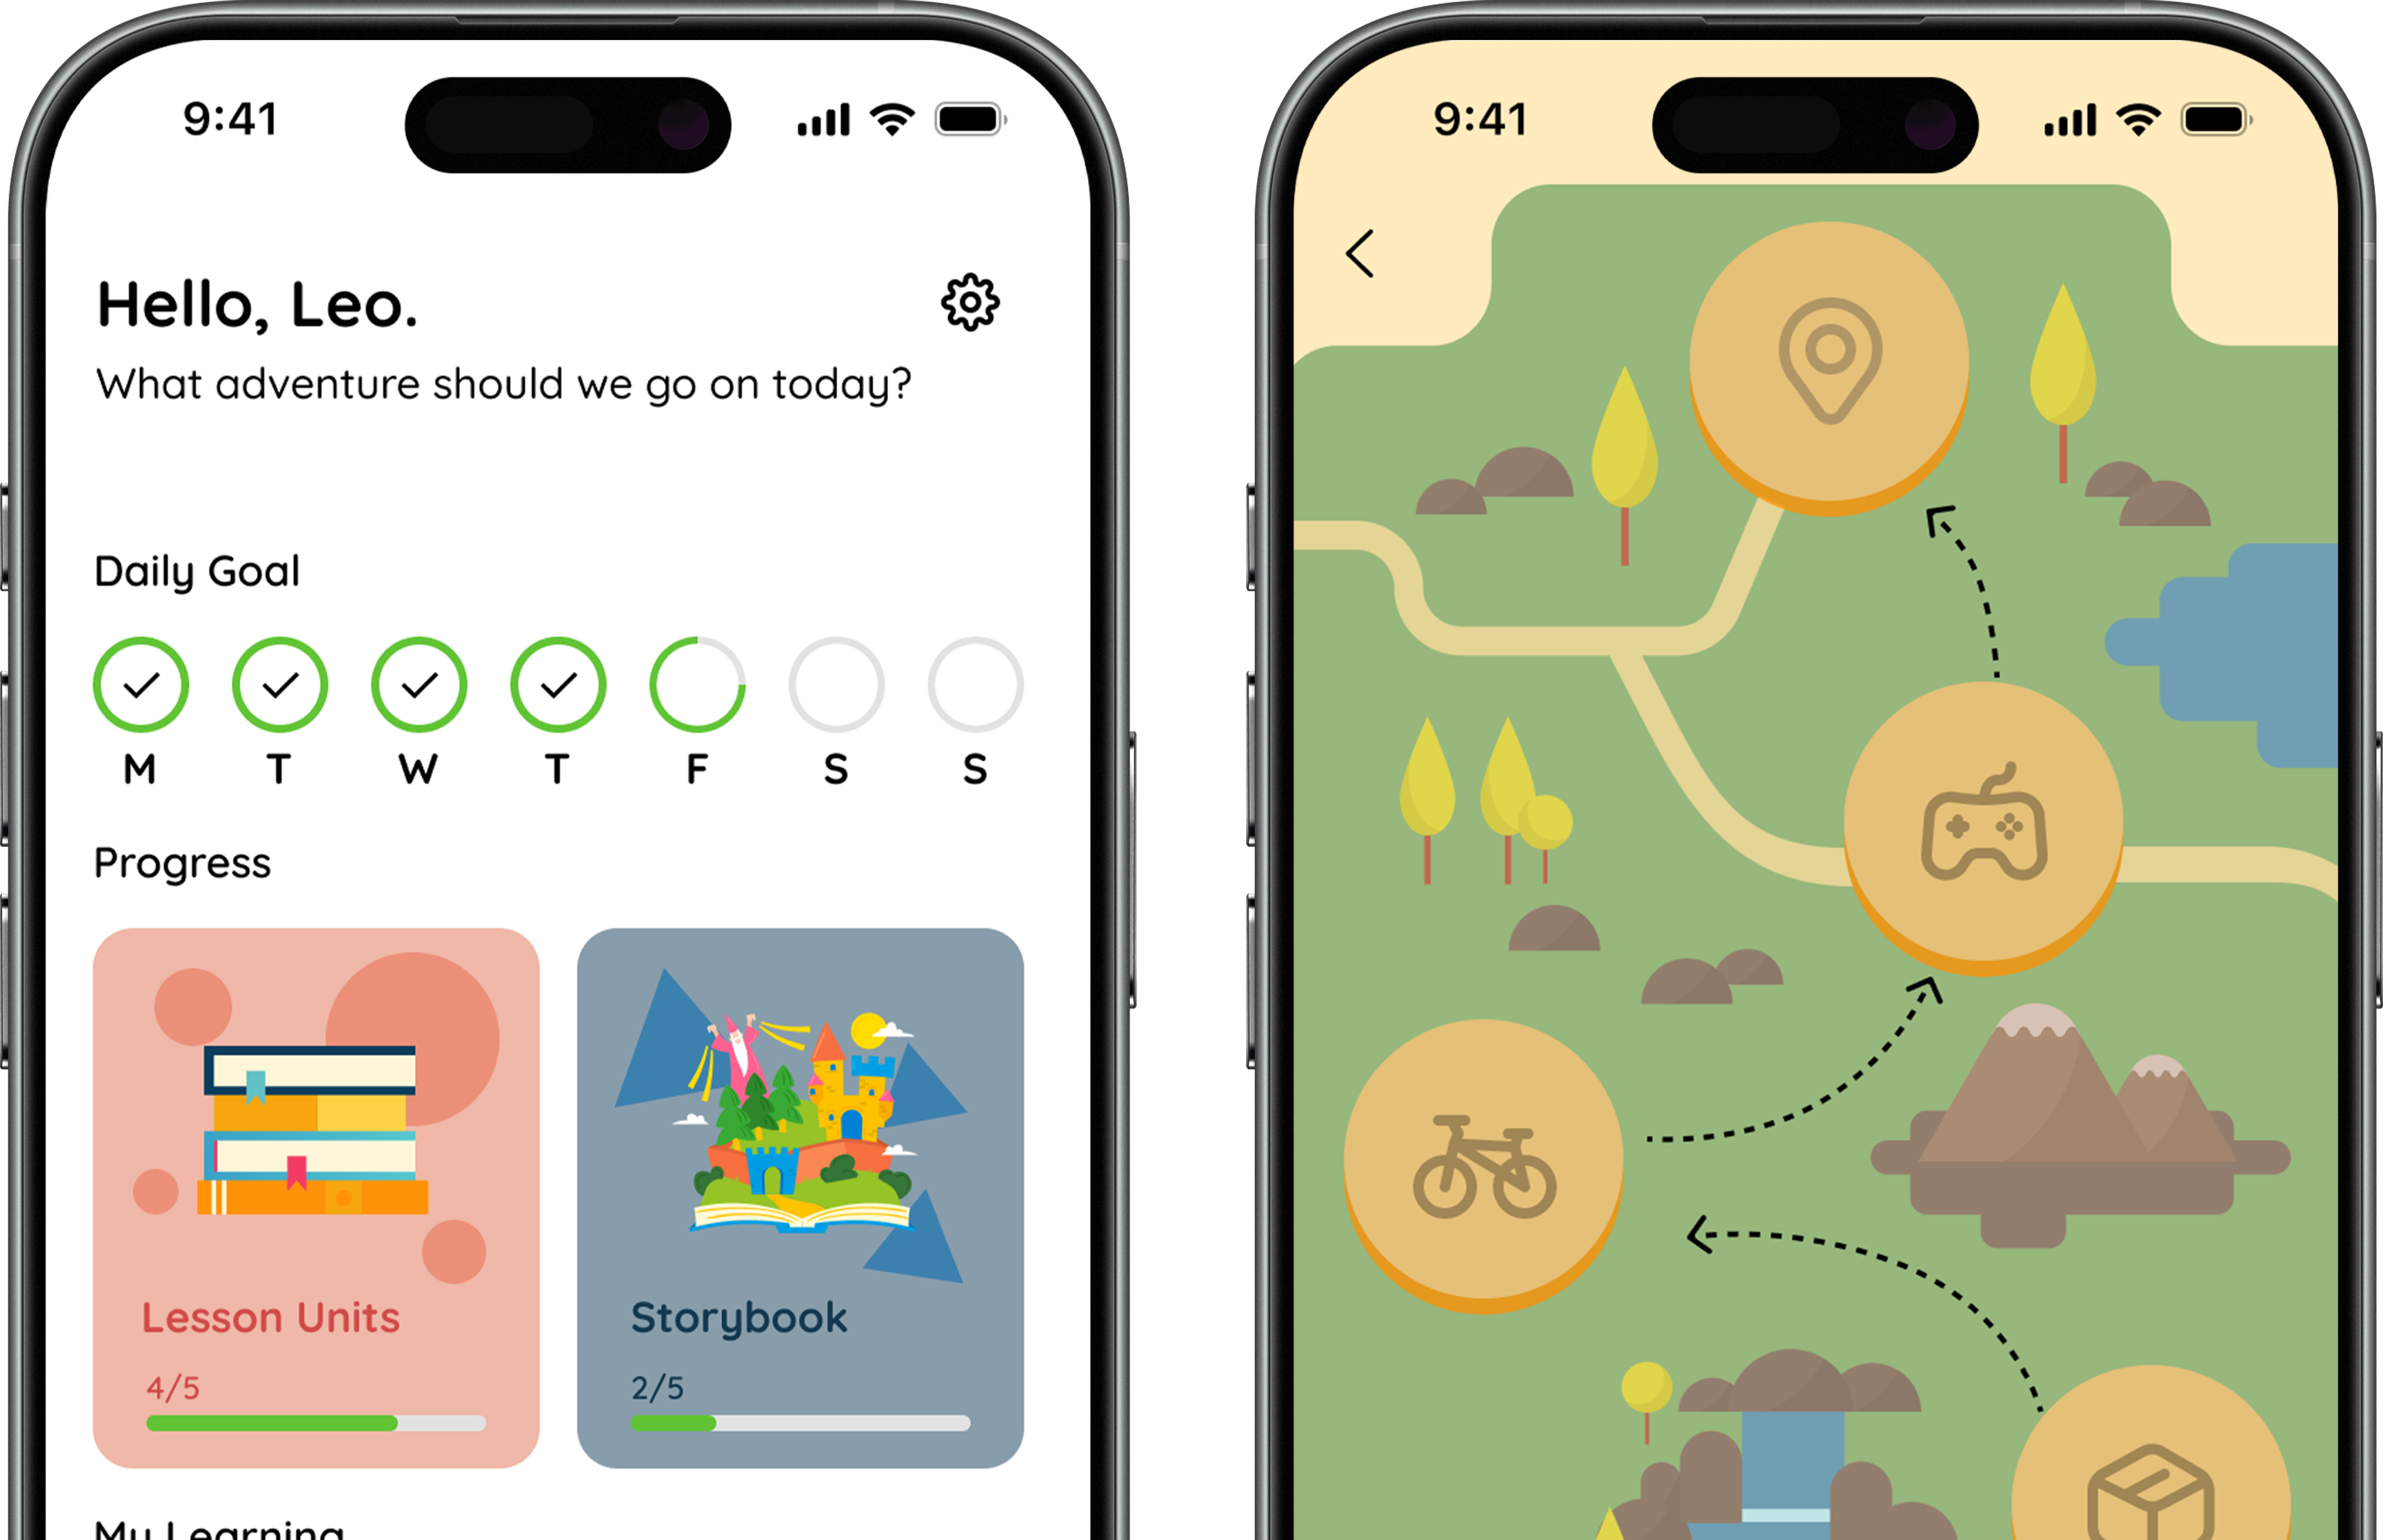 9:41
Hello, Leo.
What adventure should we go on today?
Daily Goal
M T W T F S S
Progress
Lesson Units
4/5
Storybook
2/5
My Learning
9:41